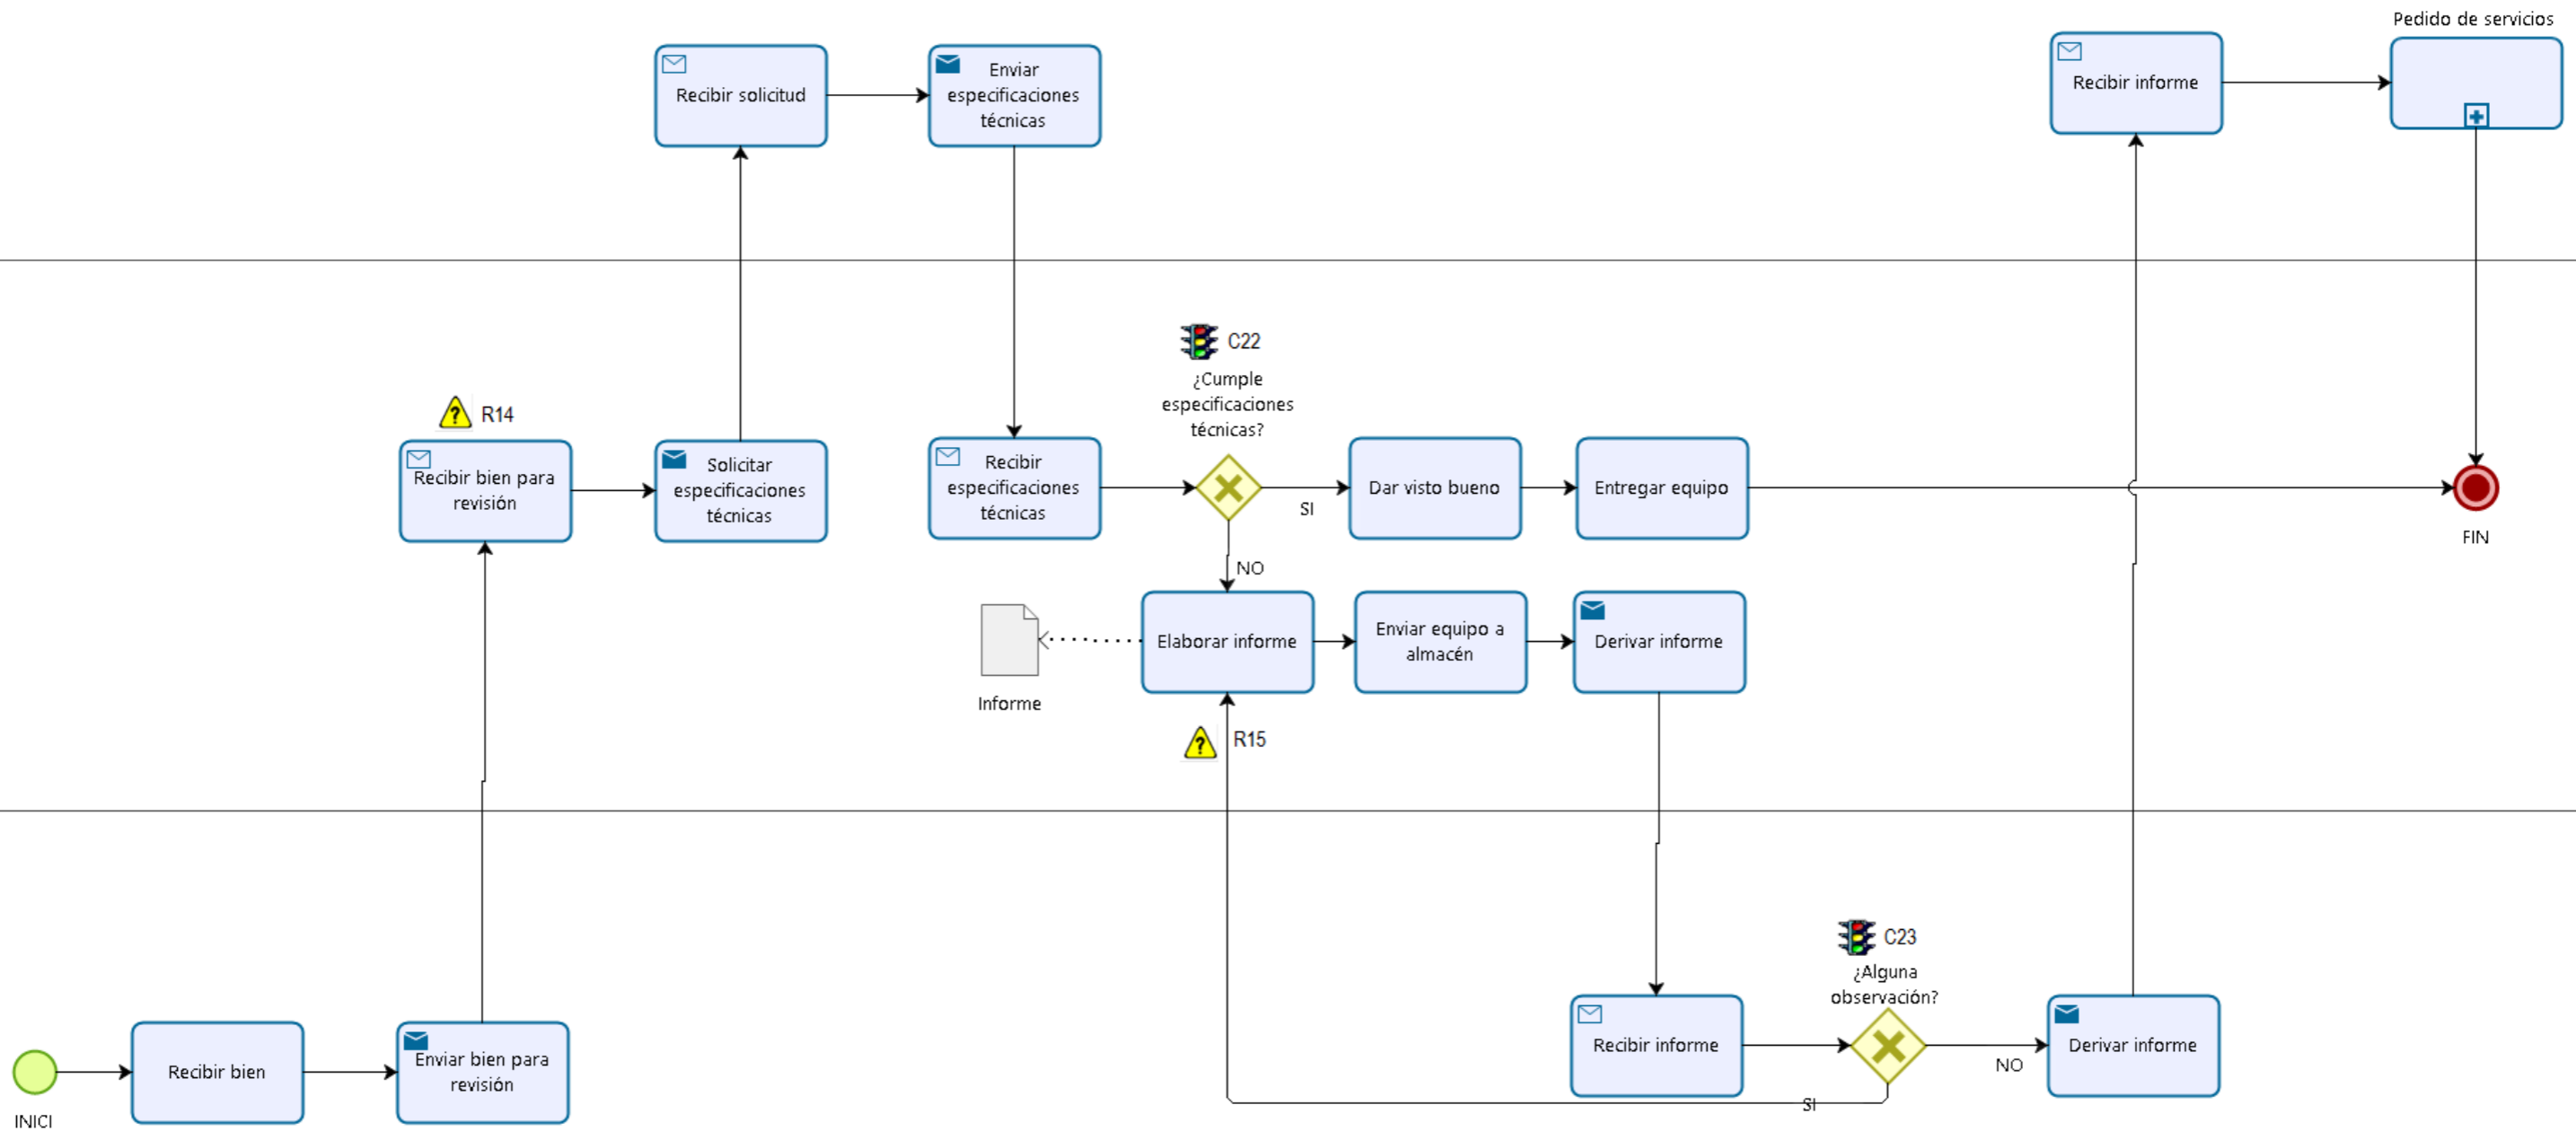 Pedido de servicios
Recibir solicitud
Enviar
especificaciones
técnicas
Recibir informe
C22
¿Cumple
especificaciones
técnicas?
R14
Recibir bien para
revisión
Solicitar
especificaciones
técnicas
Recibir
especificaciones
técnicas
SI
Dar visto bueno
Entregar equipo
FIN
NO
Elaborar informe
Enviar equipo a
almacén
Derivar informe
Informe
R15
C23
¿Alguna
observación?
Recibir informe
NO
Derivar informe
SI
Recibir bien
Enviar bien para
revisión
INICI